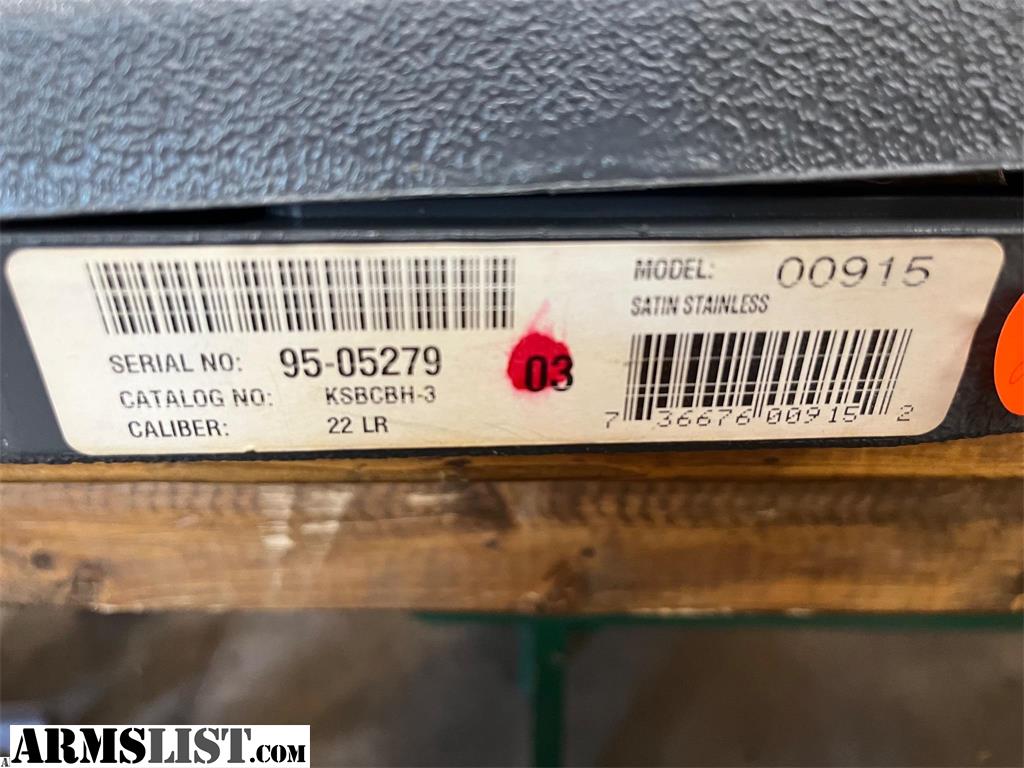 MODEL: 00915
SATIN STAINLESS
SERIAL NO: 95-05279
CATALOG NO: KSBCBH-3
CALIBER: 22 LR
03
7 36676 00915 2
ARMSLIST.COM